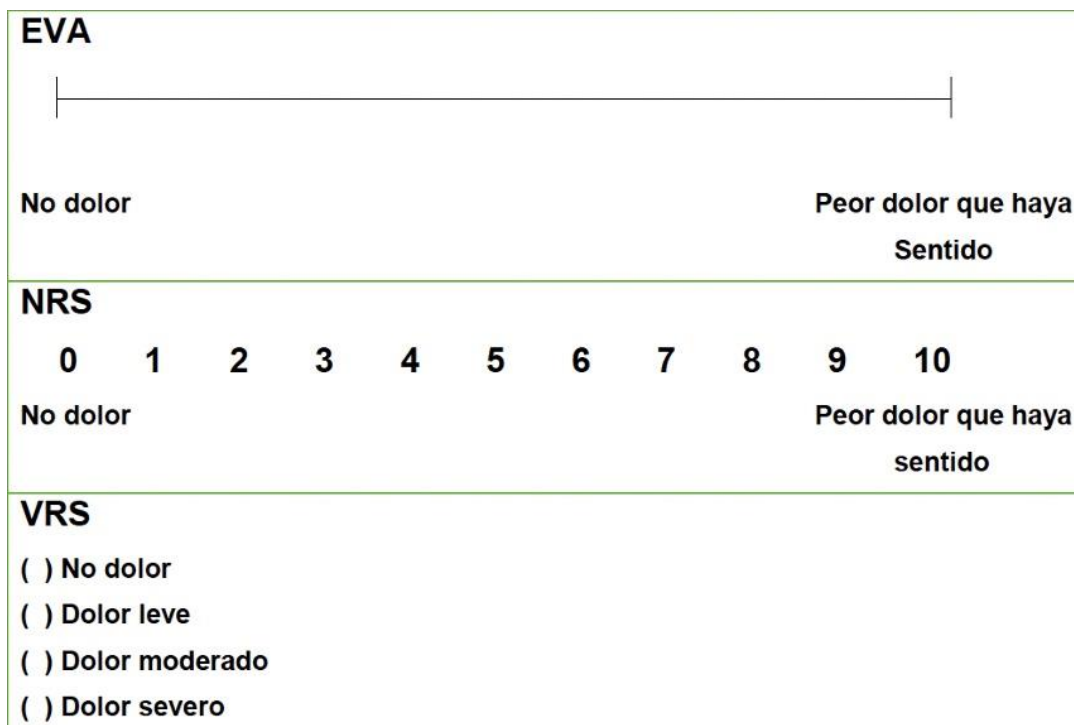 EVA
No dolor Peor dolor que haya
Sentido
NRS
0 1 2 3 4 5 6 7 8 9 10
No dolor Peor dolor que haya
sentido
VRS
( ) No dolor
( ) Dolor leve
( ) Dolor moderado
( ) Dolor severo